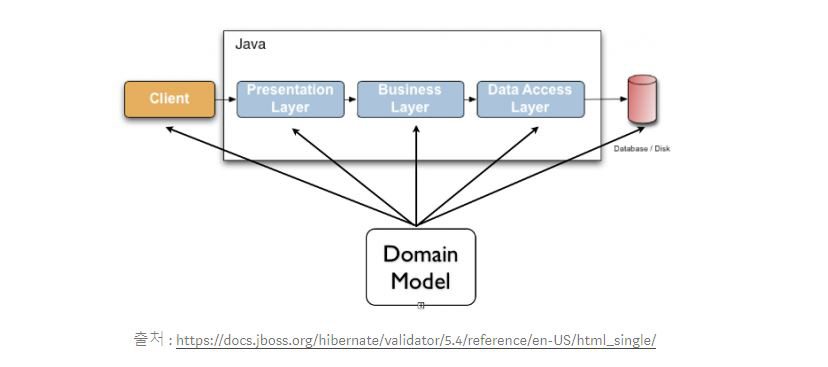 Java
Client
Presentation
Layer
Business
Layer
Data Access
Layer
Database / Disk
Domain
Model
출처 : https://docs.jboss.org/hibernate/validator/5.4/reference/en-US/html_single/